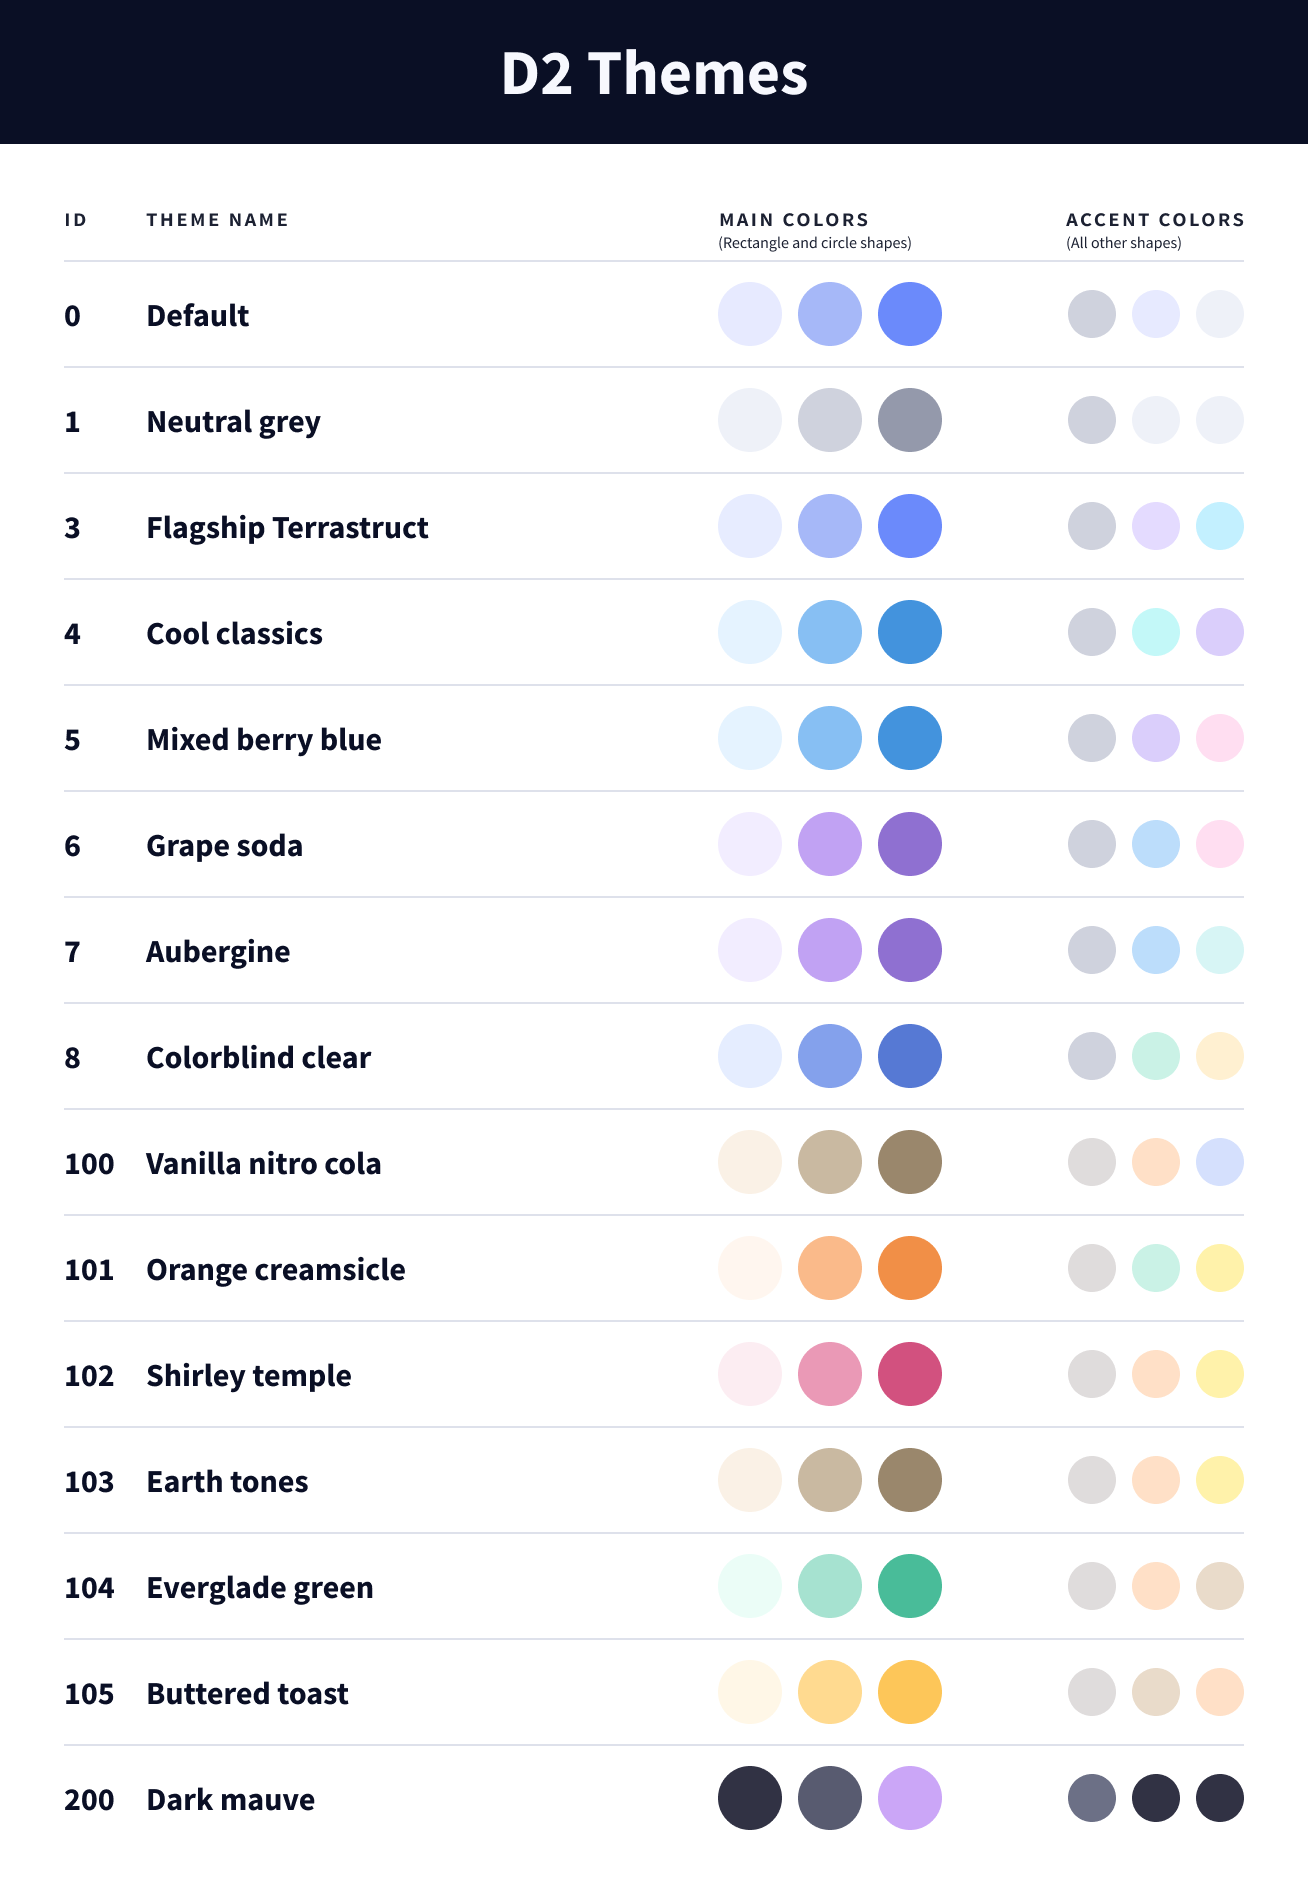 D2 Themes
ID THEME NAME MAIN COLORS ACCENT COLORS
(Rectangle and circle shapes) (All other shapes)
0 Default
1 Neutral grey
3 Flagship Terrastruct
4 Cool classics
5 Mixed berry blue
6 Grape soda
7 Aubergine
8 Colorblind clear
100 Vanilla nitro cola
101 Orange creamsicle
102 Shirley temple
103 Earth tones
104 Everglade green
105 Buttered toast
200 Dark mauve